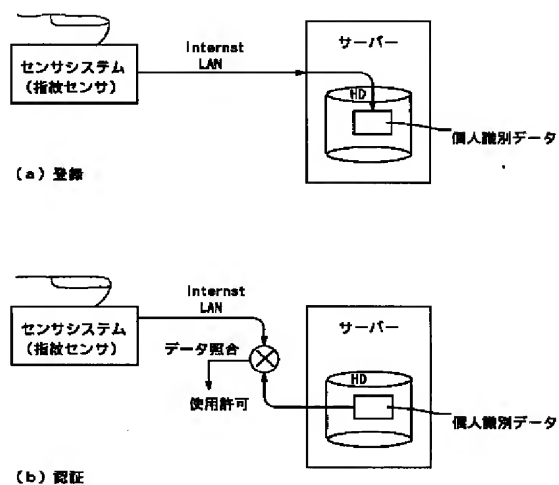 Internst
LAN
サーバー
センサシステム
(指紋センサ)
HD
個人識別データ
(a) 登録
Internst
LAN
サーバー
センサシステム
(指紋センサ)
データ照合
HD
使用許可
個人識別データ
(b) 認証